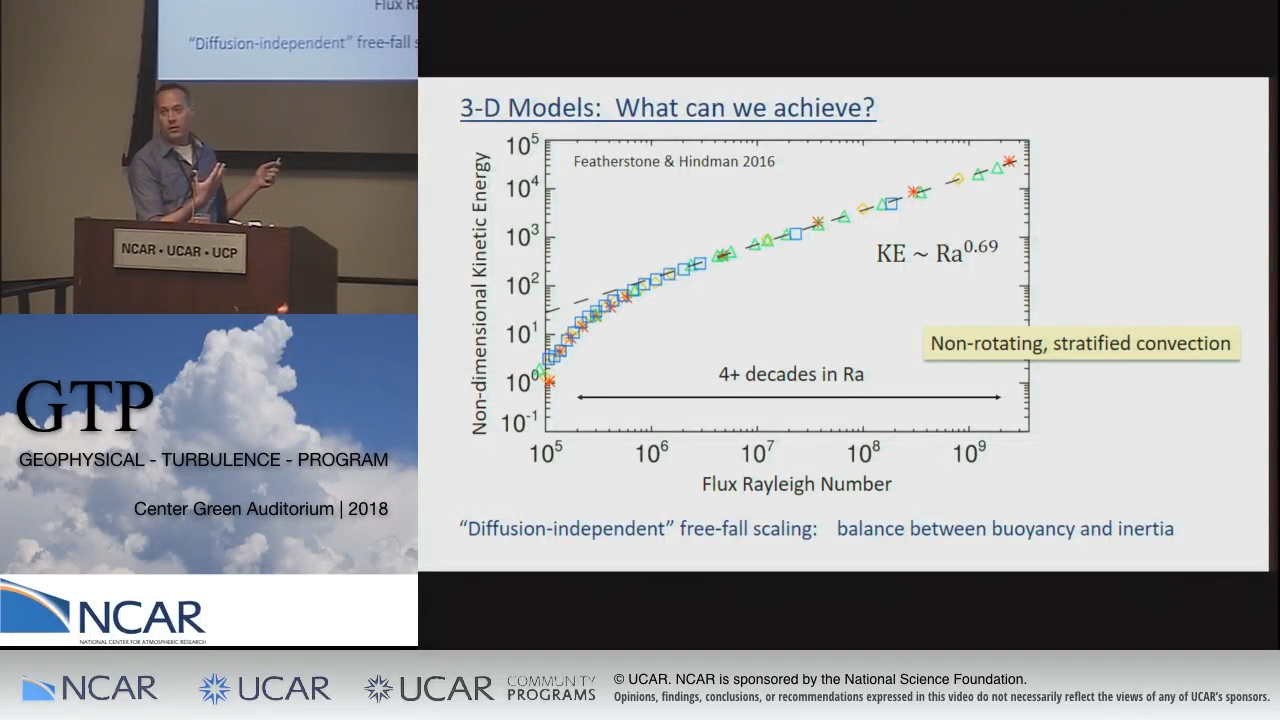 Flux Ra
“Diffusion-independent” free-fall s
NCAR • UCAR • UCP
GTP
GEOPHYSICAL - TURBULENCE - PROGRAM
Center Green Auditorium | 2018
NCAR
NATIONAL CENTER FOR ATMOSPHERIC RESEARCH
3-D Models: What can we achieve?
Featherstone & Hindman 2016
Non-dimensional Kinetic Energy
10⁵
10⁴
10³
10²
10¹
10⁰
10⁻¹
KE ~ Ra⁰·⁶⁹
Non-rotating, stratified convection
4+ decades in Ra
10⁵ 10⁶ 10⁷ 10⁸ 10⁹
Flux Rayleigh Number
“Diffusion-independent” free-fall scaling: balance between buoyancy and inertia
NCAR
UCAR
UCAR
COMMUNITY
PROGRAMS
© UCAR. NCAR is sponsored by the National Science Foundation.
Opinions, findings, conclusions, or recommendations expressed in this video do not necessarily reflect the views of any of UCAR's sponsors.